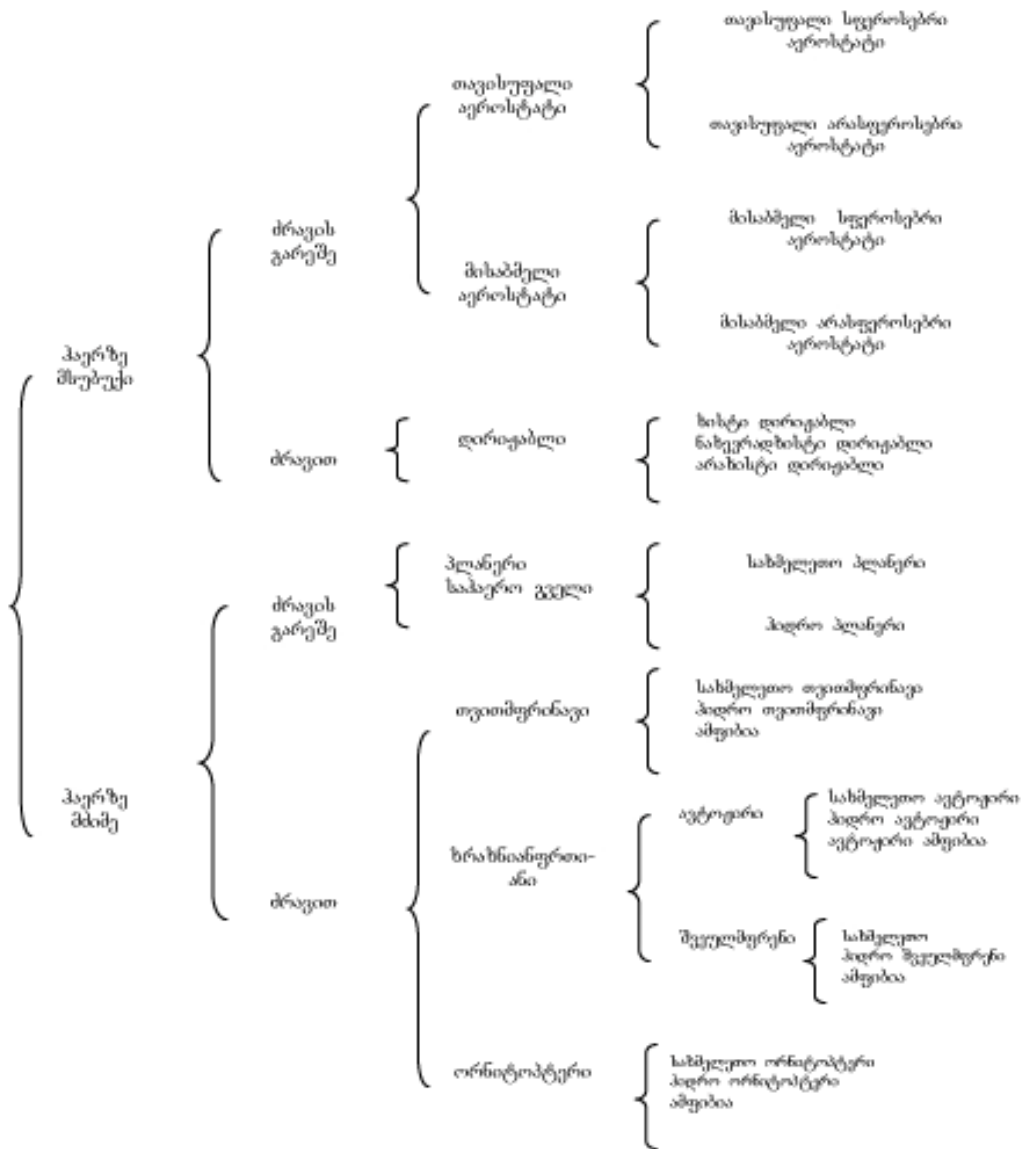 თავისუფალი სფეროსებრი
აეროსტატი
თავისუფალი
აეროსტატი
თავისუფალი არასფეროსებრი
აეროსტატი
ძრავის
გარეშე
მისაბმელი სფეროსებრი
აეროსტატი
მისაბმელი
აეროსტატი
მისაბმელი არასფეროსებრი
აეროსტატი
ჰაერზე
მსუბუქი
ძრავით
დირიჟაბლი
ხისტი დირიჟაბლი
ნახევრადხისტი დირიჟაბლი
არახისტი დირიჟაბლი
ძრავის
გარეშე
პლანერი
საჰაერო გველი
სახმელეთო პლანერი
ჰიდრო პლანერი
ჰაერზე
მძიმე
ძრავით
თვითმფრინავი
სახმელეთო თვითმფრინავი
ჰიდრო თვითმფრინავი
ამფიბია
ხრახნიანფრთი-
ანი
ავტოჟირი
სახმელეთო ავტოჟირი
ჰიდრო ავტოჟირი
ავტოჟირი ამფიბია
შვეულმფრენი
სახმელეთო
ჰიდრო შვეულმფრენი
ამფიბია
ორნიტოპტერი
სახმელეთო ორნიტოპტერი
ჰიდრო ორნიტოპტერი
ამფიბია